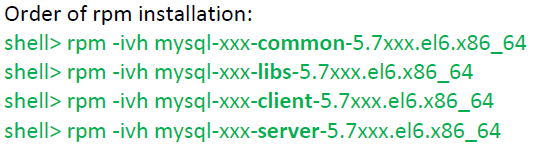 Order of rpm installation:
shell> rpm -ivh mysql-xxx-common-5.7xxx.el6.x86_64
shell> rpm -ivh mysql-xxx-libs-5.7xxx.el6.x86_64
shell> rpm -ivh mysql-xxx-client-5.7xxx.el6.x86_64
shell> rpm -ivh mysql-xxx-server-5.7xxx.el6.x86_64